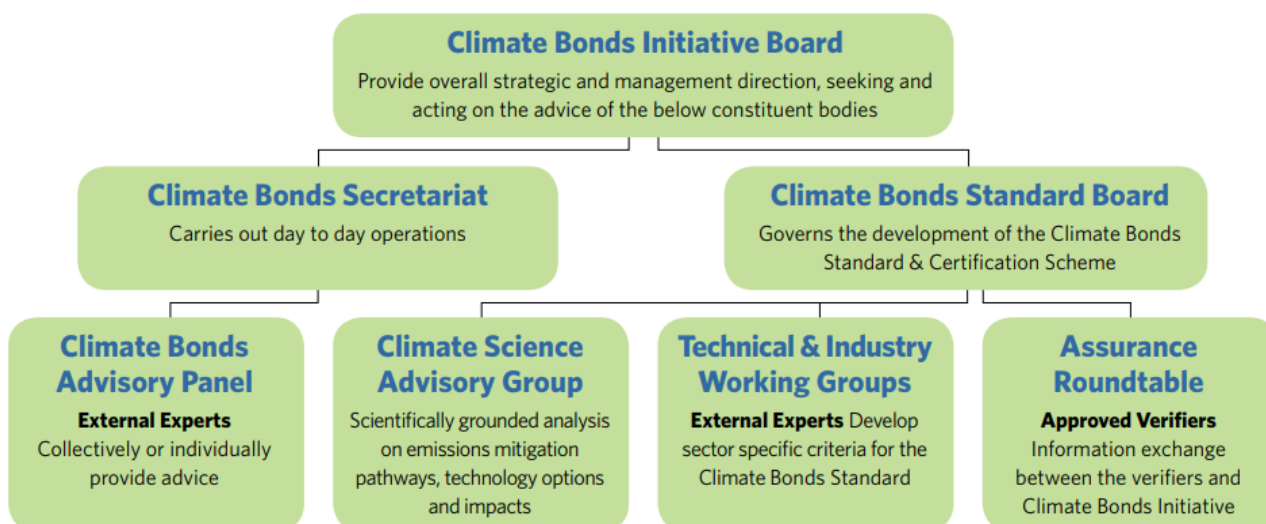 Climate Bonds Initiative Board
Provide overall strategic and management direction, seeking and
acting on the advice of the below constituent bodies
Climate Bonds Secretariat
Carries out day to day operations
Climate Bonds Standard Board
Governs the development of the Climate Bonds
Standard & Certification Scheme
Climate Bonds
Advisory Panel
External Experts
Collectively or individually
provide advice
Climate Science
Advisory Group
Scientifically grounded analysis
on emissions mitigation
pathways, technology options
and impacts
Technical & Industry
Working Groups
External Experts Develop
sector specific criteria for the
Climate Bonds Standard
Assurance
Roundtable
Approved Verifiers
Information exchange
between the verifiers and
Climate Bonds Initiative